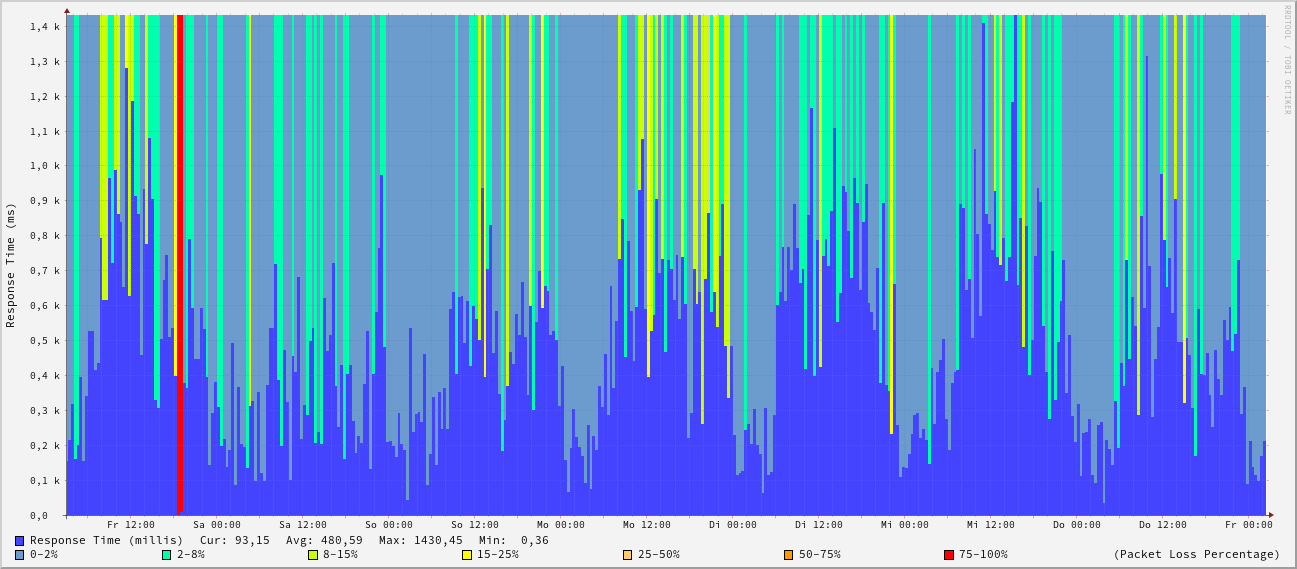 RRDTOOL / TOBI OETIKER
Response Time (ms)
1,4 k
1,3 k
1,2 k
1,1 k
1,0 k
0,9 k
0,8 k
0,7 k
0,6 k
0,5 k
0,4 k
0,3 k
0,2 k
0,1 k
0,0
Fr 12:00 Sa 00:00 Sa 12:00 So 00:00 So 12:00 Mo 00:00 Mo 12:00 Di 00:00 Di 12:00 Mi 00:00 Mi 12:00 Do 00:00 Do 12:00 Fr 00:00
Response Time (millis) Cur: 93,15 Avg: 480,59 Max: 1430,45 Min: 0,36
0-2% 2-8% 8-15% 15-25% 25-50% 50-75% 75-100% (Packet Loss Percentage)